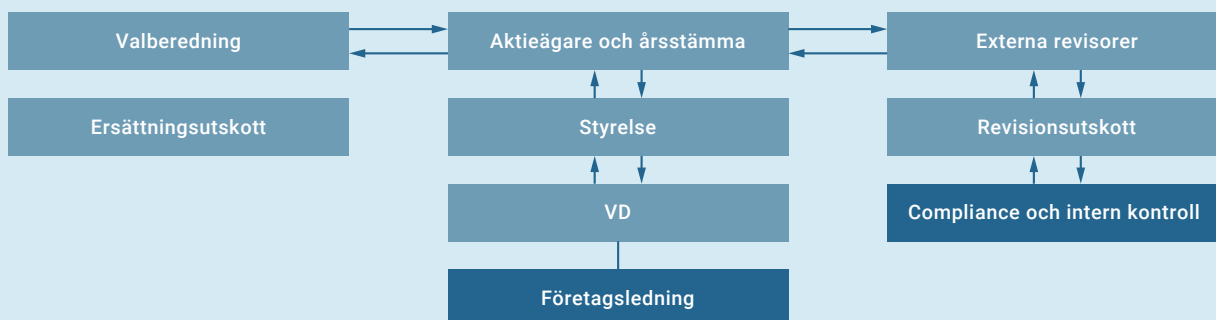 Valberedning
Aktieägare och årsstämma
Externa revisorer
Ersättningsutskott
Styrelse
Revisionsutskott
VD
Compliance och intern kontroll
Företagsledning